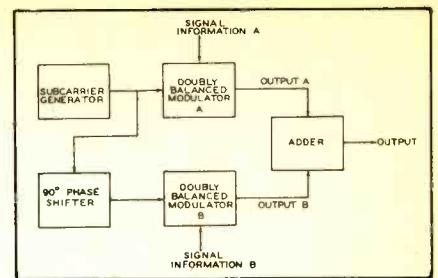 SIGNAL
INFORMATION A
SUBCARRIER
GENERATOR
DOUBLY
BALANCED
MODULATOR
A
OUTPUT A
ADDER
OUTPUT
90° PHASE
SHIFTER
DOUBLY
BALANCED
MODULATOR
B
OUTPUT B
SIGNAL
INFORMATION B